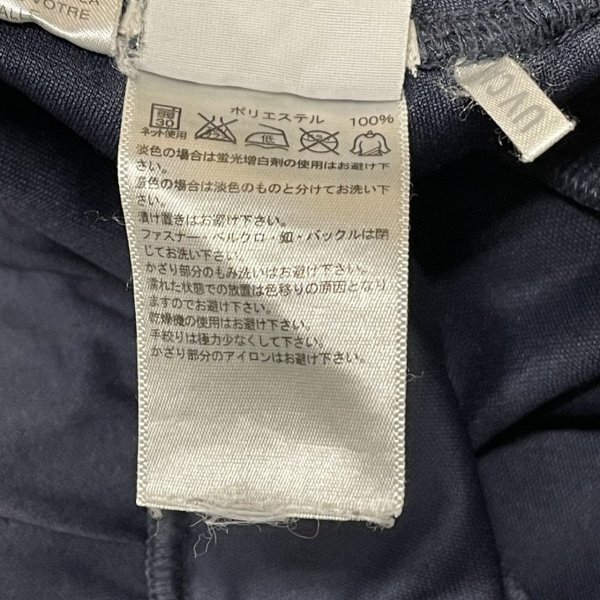 VOTRE
ポリエステル 100%
弱 30
ネット使用
低
淡色の場合は蛍光増白剤の使用はお避け下
さい。
濃色の場合は淡色のものと分けてお洗い下
さい。
漬け置きはお避け下さい。
ファスナー・ベルクロ・釦・バックルは閉
じてお洗い下さい。
かざり部分のもみ洗いはお避け下さい。
濡れた状態での放置は色移りの原因となり
ますのでお避け下さい。
乾燥機の使用はお避け下さい。
手絞りは極力少なくして下さい。
かざり部分のアイロンはお避け下さい。
UV